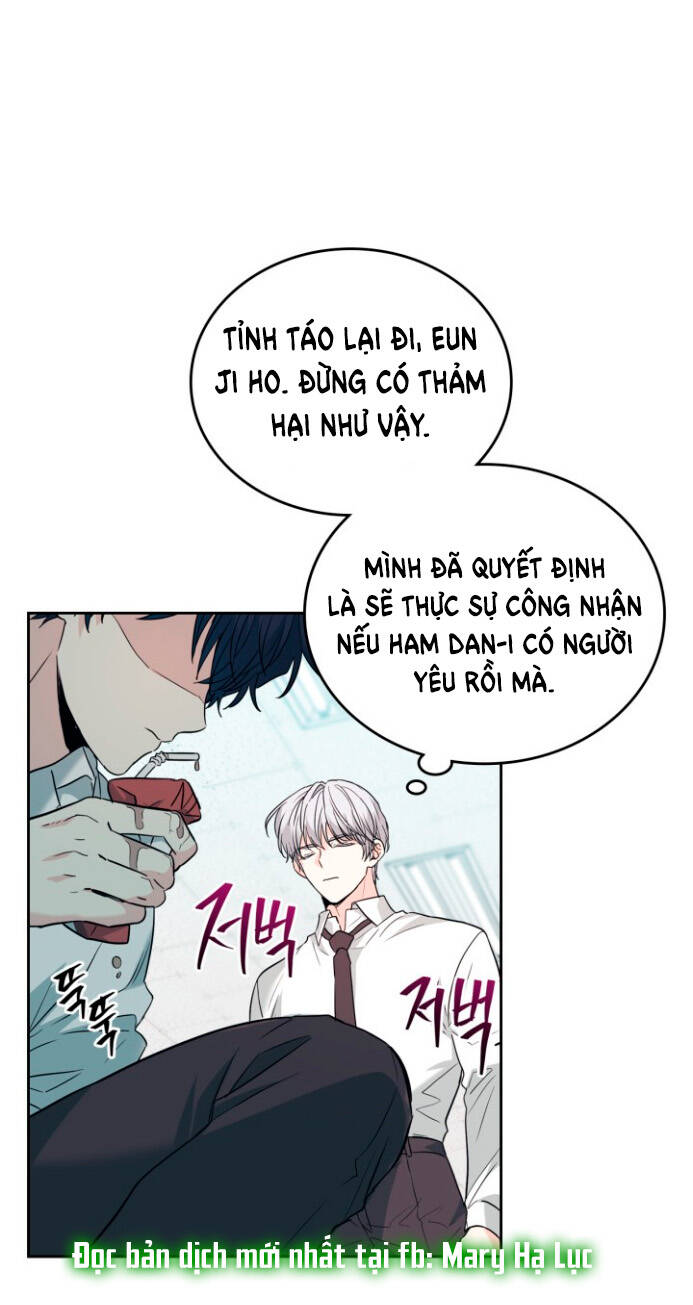 TỈNH TÁO LẠI ĐI, EUN
JI HO. ĐỪNG CÓ THẢM
HẠI NHƯ VẬY.
MÌNH ĐÃ QUYẾT ĐỊNH
LÀ SẼ THỰC SỰ CÔNG NHẬN
NẾU HAM DAN-I CÓ NGƯỜI
YÊU RỒI MÀ.
저벅
저벅
뚝
뚝
Đọc bản dịch mới nhất tại fb: Mary Hạ Lục